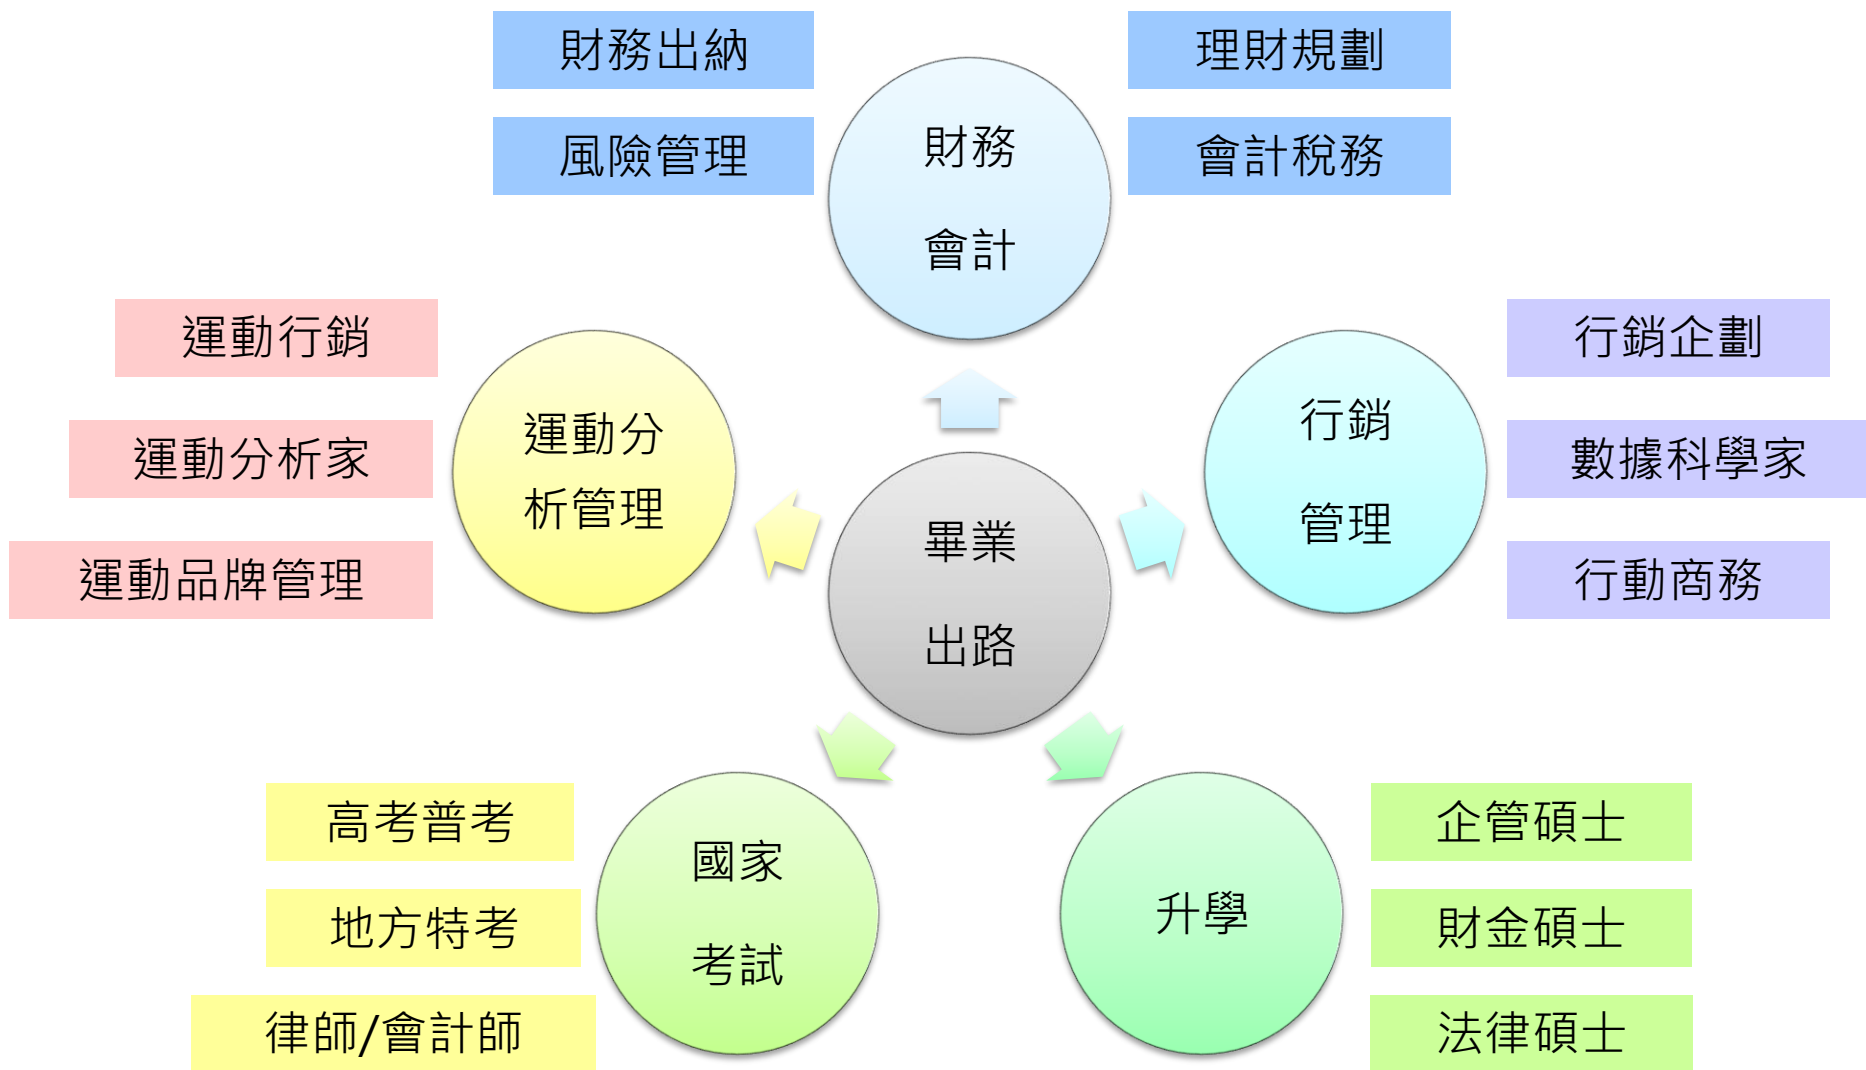 財務出納
理財規劃
風險管理
會計稅務
財務
會計
運動行銷
運動分析家
運動品牌管理
運動分
析管理
行銷
管理
行銷企劃
數據科學家
行動商務
畢業
出路
高考普考
地方特考
律師/會計師
國家
考試
升學
企管碩士
財金碩士
法律碩士